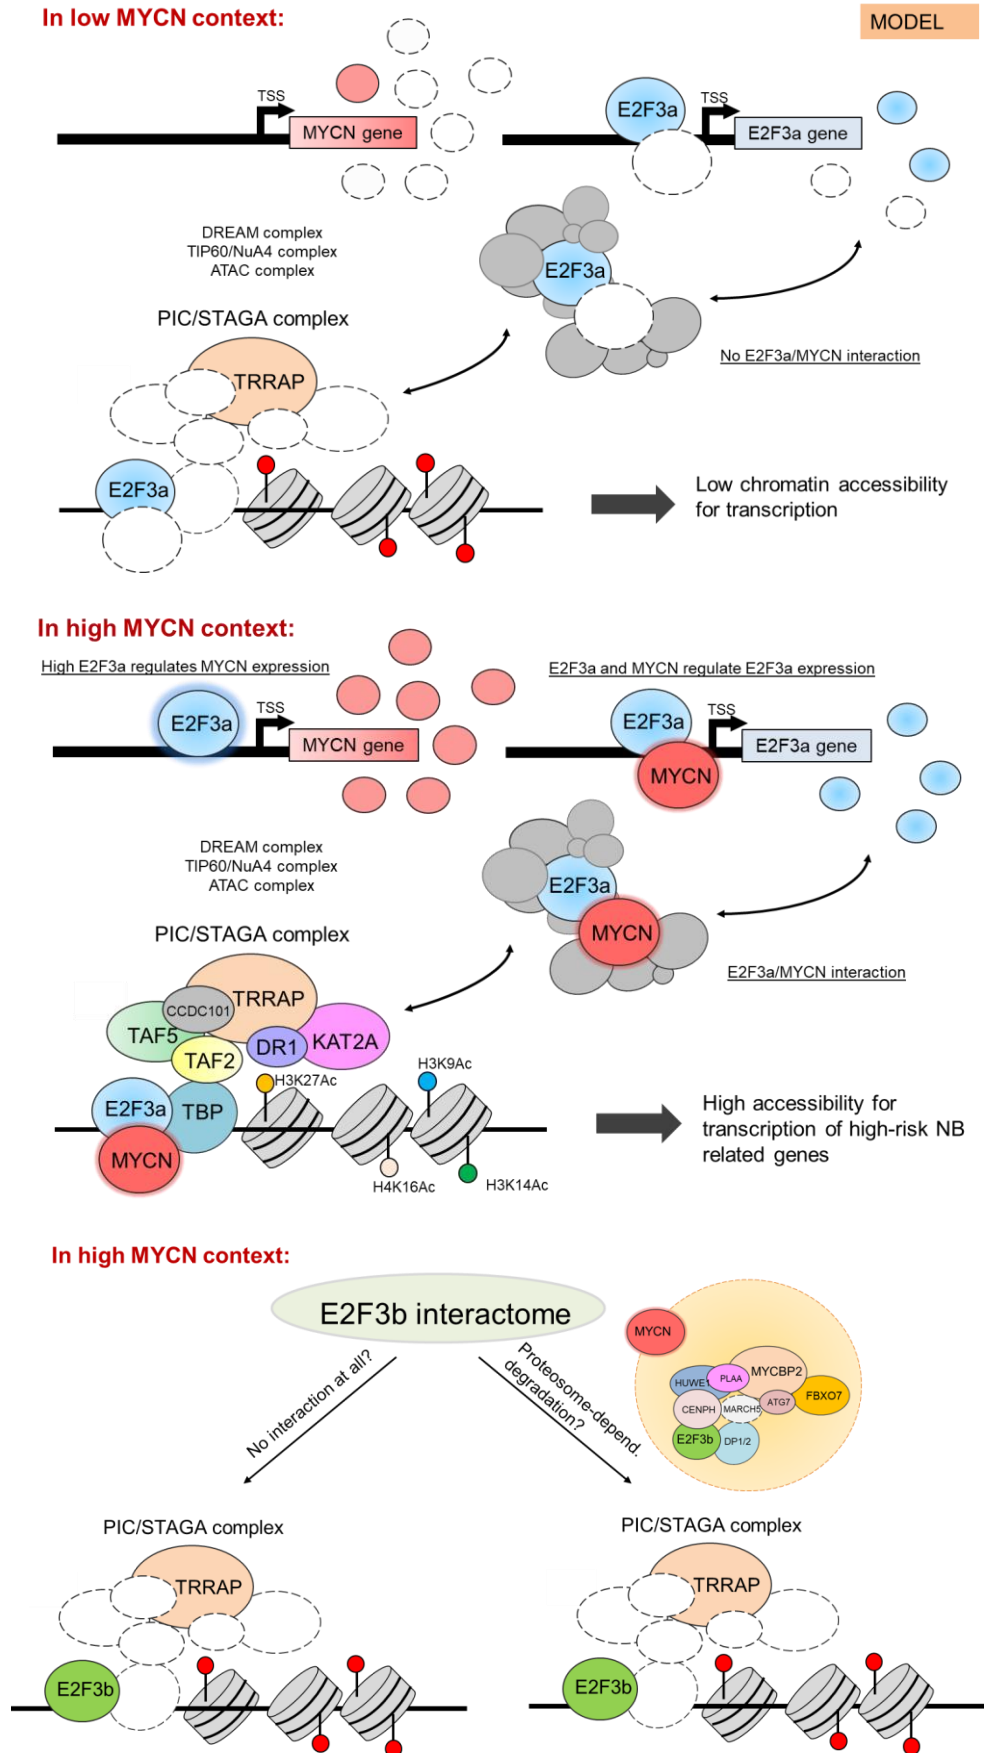 In low MYCN context:
MODEL
TSS
MYCN gene
E2F3a
TSS
E2F3a gene
DREAM complex
TIP60/NuA4 complex
ATAC complex
E2F3a
PIC/STAGA complex
No E2F3a/MYCN interaction
TRRAP
E2F3a
Low chromatin accessibility
for transcription
In high MYCN context:
High E2F3a regulates MYCN expression
E2F3a and MYCN regulate E2F3a expression
E2F3a
TSS
MYCN gene
E2F3a
TSS
E2F3a gene
MYCN
DREAM complex
TIP60/NuA4 complex
ATAC complex
E2F3a
MYCN
PIC/STAGA complex
E2F3a/MYCN interaction
TRRAP
CCDC101
TAF5
DR1
KAT2A
TAF2
H3K27Ac
H3K9Ac
E2F3a
TBP
MYCN
H4K16Ac
H3K14Ac
High accessibility for
transcription of high-risk NB
related genes
In high MYCN context:
E2F3b interactome
MYCN
MYCBP2
HUWE1
PLAA
FBXO7
ATG7
CENPH
MARCH5
E2F3b
DP1/2
No interaction at all?
Proteosome-depend.
degradation?
PIC/STAGA complex
TRRAP
E2F3b
PIC/STAGA complex
TRRAP
E2F3b